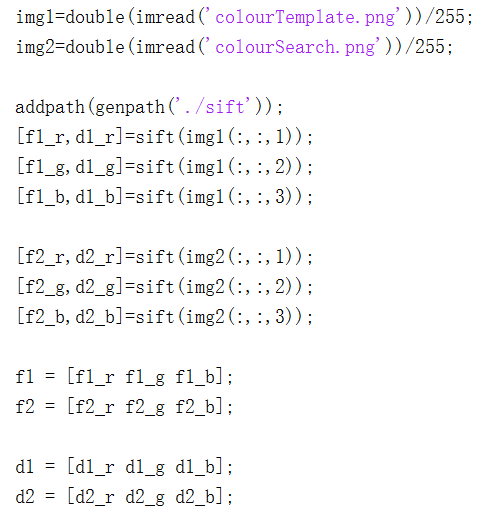 img1=double(imread('colourTemplate.png'))/255;
img2=double(imread('colourSearch.png'))/255;
addpath(genpath('./sift'));
[f1_r,d1_r]=sift(img1(:,:,1));
[f1_g,d1_g]=sift(img1(:,:,2));
[f1_b,d1_b]=sift(img1(:,:,3));
[f2_r,d2_r]=sift(img2(:,:,1));
[f2_g,d2_g]=sift(img2(:,:,2));
[f2_b,d2_b]=sift(img2(:,:,3));
f1 = [f1_r f1_g f1_b];
f2 = [f2_r f2_g f2_b];
d1 = [d1_r d1_g d1_b];
d2 = [d2_r d2_g d2_b];